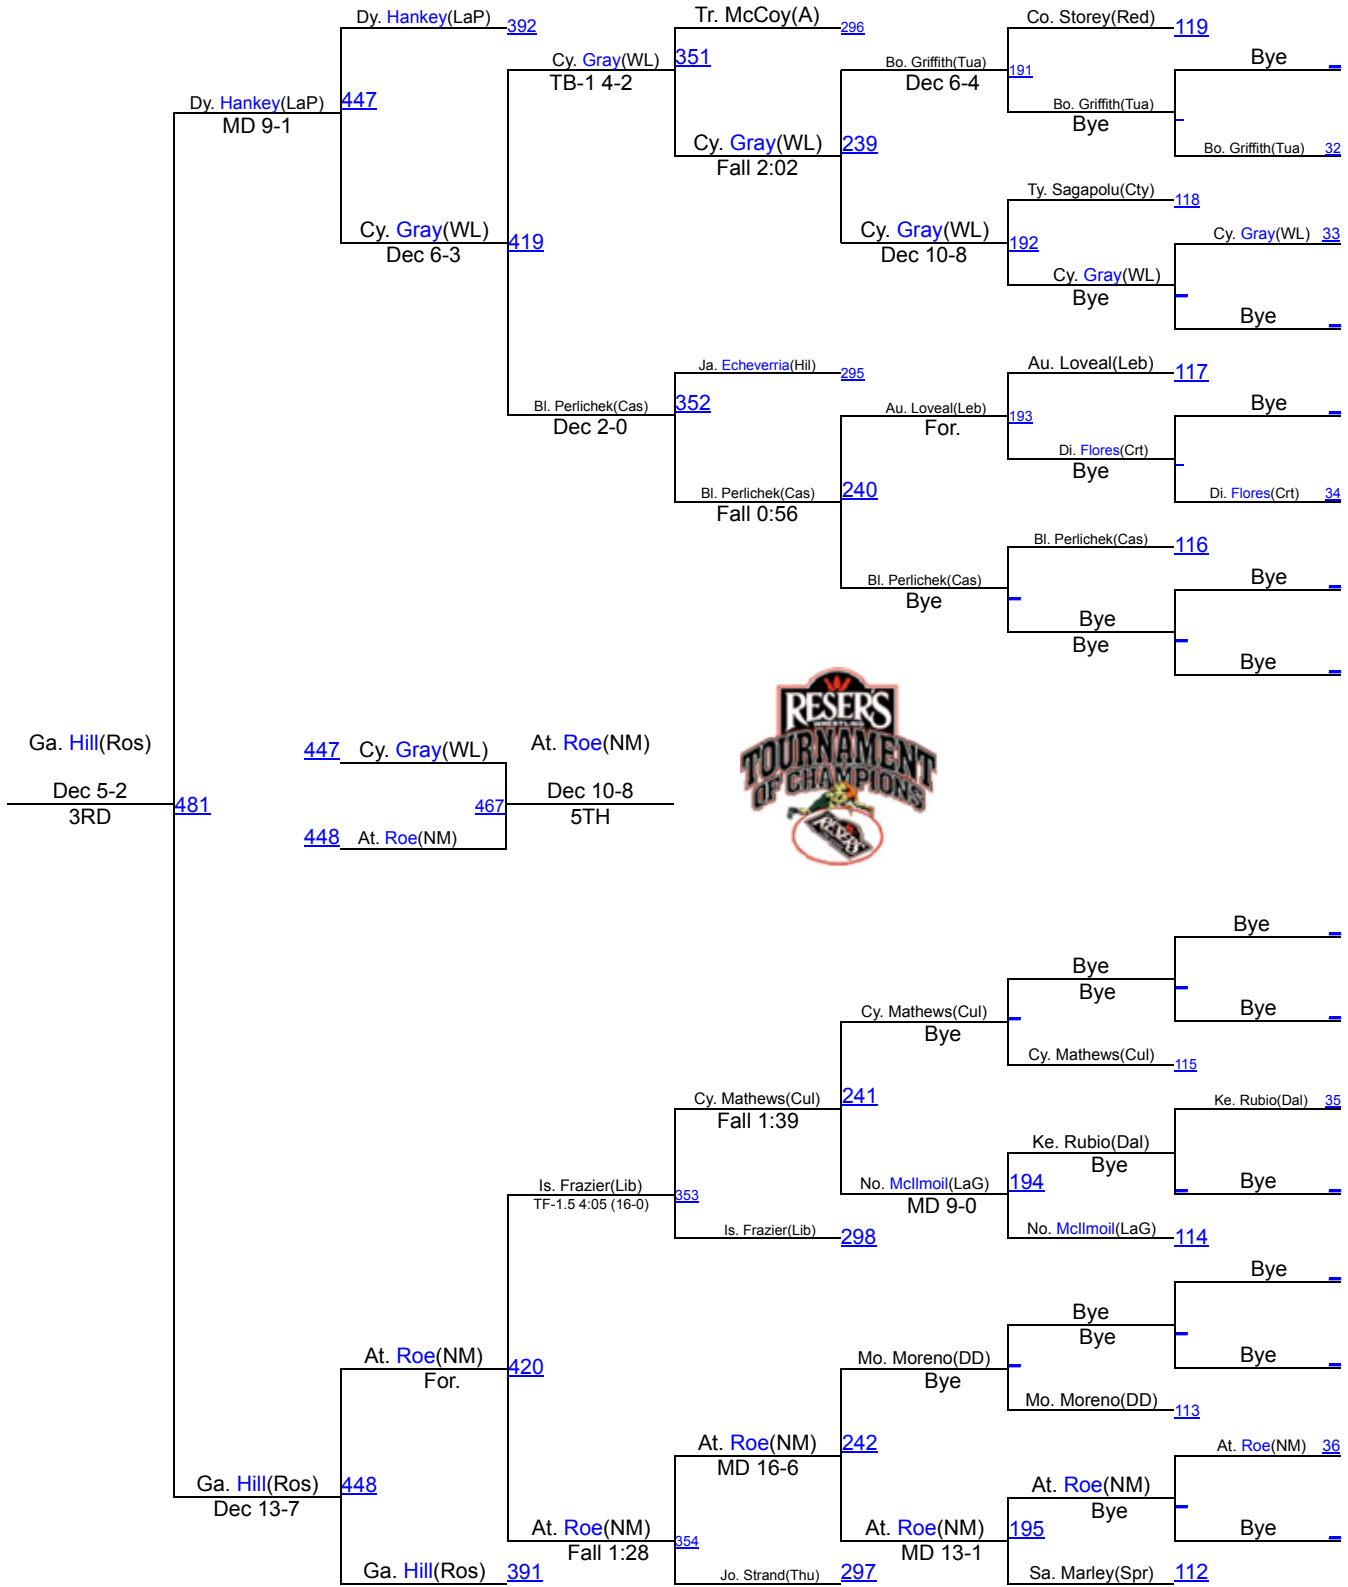 Dy. Hankey(LaP) 392
Tr. McCoy(A) 296
Co. Storey(Red) 119
Cy. Gray(WL) 351
TB-1 4-2
Bo. Griffith(Tua) 191
Dec 6-4
Bye
Dy. Hankey(LaP) 447
MD 9-1
Bo. Griffith(Tua)
Bye
Cy. Gray(WL) 239
Fall 2:02
Bo. Griffith(Tua) 32
Ty. Sagapolu(Cty) 118
Cy. Gray(WL) 419
Dec 6-3
Cy. Gray(WL) 192
Dec 10-8
Cy. Gray(WL) 33
Cy. Gray(WL)
Bye
Bye
Ja. Echeverria(Hil) 295
Au. Loveal(Leb) 117
Bl. Perlichek(Cas) 352
Dec 2-0
Au. Loveal(Leb) 193
For.
Bye
Di. Flores(Crt)
Bye
Bl. Perlichek(Cas) 240
Fall 0:56
Di. Flores(Crt) 34
Bl. Perlichek(Cas) 116
Bl. Perlichek(Cas)
Bye
Bye
Bye
Bye
Bye
RESER'S
WRESTLING
TOURNAMENT
OF CHAMPIONS
RESER'S
Ga. Hill(Ros)
447 Cy. Gray(WL)
At. Roe(NM)
Dec 5-2
3RD
481
467
Dec 10-8
5TH
448 At. Roe(NM)
Bye
Bye
Bye
Cy. Mathews(Cul)
Bye
Bye
Cy. Mathews(Cul) 115
Cy. Mathews(Cul) 241
Fall 1:39
Ke. Rubio(Dal) 35
Ke. Rubio(Dal)
Bye
Is. Frazier(Lib) 353
TF-1.5 4:05 (16-0)
No. McIlmoil(LaG) 194
MD 9-0
Bye
Is. Frazier(Lib) 298
No. McIlmoil(LaG) 114
Bye
Bye
Bye
At. Roe(NM) 420
For.
Mo. Moreno(DD)
Bye
Bye
Mo. Moreno(DD) 113
At. Roe(NM) 242
MD 16-6
At. Roe(NM) 36
Ga. Hill(Ros) 448
Dec 13-7
At. Roe(NM)
Bye
At. Roe(NM) 354
Fall 1:28
At. Roe(NM) 195
MD 13-1
Bye
Ga. Hill(Ros) 391
Jo. Strand(Thu) 297
Sa. Marley(Spr) 112